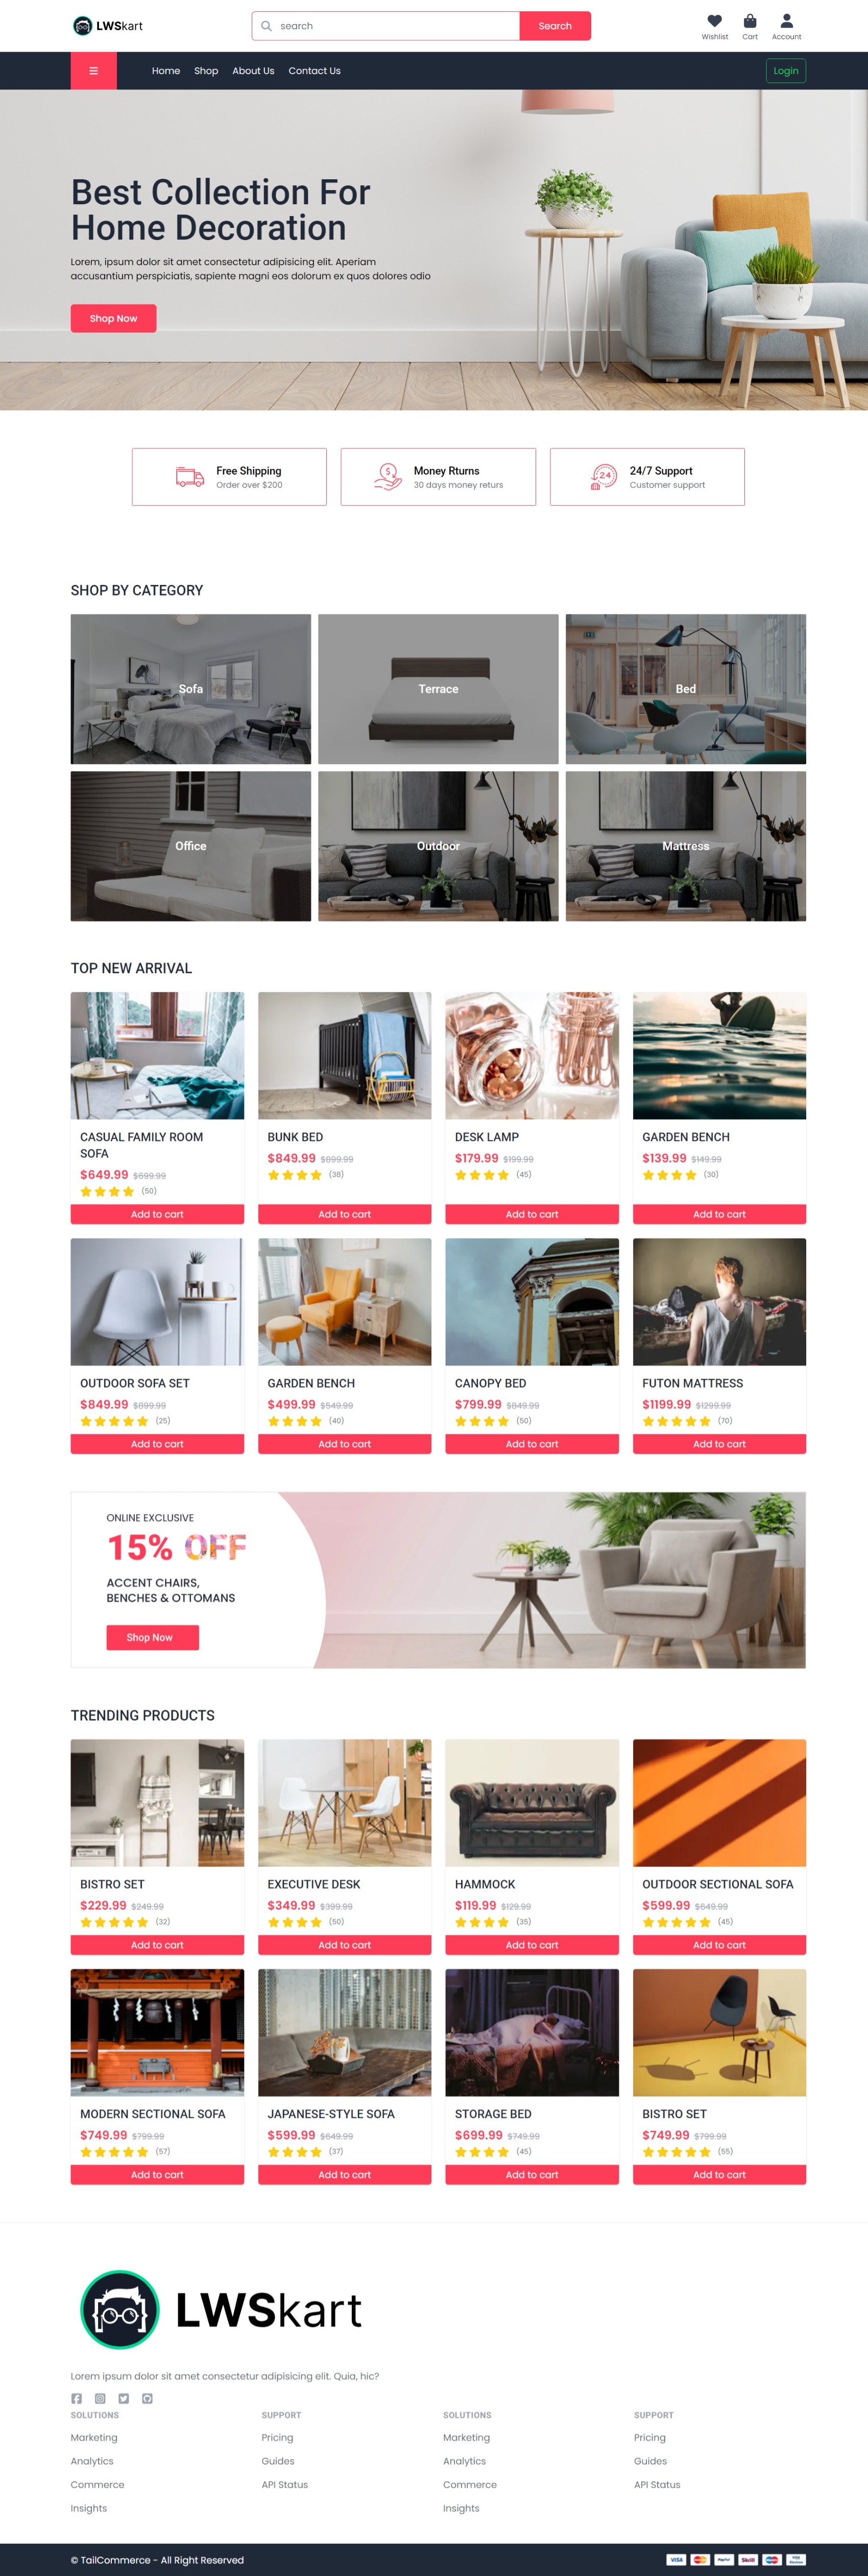 LWSkart
search
Search
Wishlist
Cart
Account
Home
Shop
About Us
Contact Us
Login
Best Collection For
Home Decoration
Lorem, ipsum dolor sit amet consectetur adipisicing elit. Aperiam
accusantium perspiciatis, sapiente magni eos dolorum ex quos dolores odio
Shop Now
Free Shipping
Order over $200
Money Rturns
30 days money returs
24
24/7 Support
Customer support
SHOP BY CATEGORY
Sofa
Terrace
Bed
Office
Outdoor
Mattress
TOP NEW ARRIVAL
CASUAL FAMILY ROOM
SOFA
$649.99 $699.99
(50)
Add to cart
BUNK BED
$849.99 $899.99
(38)
Add to cart
DESK LAMP
$179.99 $199.99
(45)
Add to cart
GARDEN BENCH
$139.99 $149.99
(30)
Add to cart
OUTDOOR SOFA SET
$849.99 $899.99
(25)
Add to cart
GARDEN BENCH
$499.99 $549.99
(40)
Add to cart
CANOPY BED
$799.99 $849.99
(50)
Add to cart
FUTON MATTRESS
$1199.99 $1299.99
(70)
Add to cart
ONLINE EXCLUSIVE
15% OFF
ACCENT CHAIRS,
BENCHES & OTTOMANS
Shop Now
TRENDING PRODUCTS
BISTRO SET
$229.99 $249.99
(32)
Add to cart
EXECUTIVE DESK
$349.99 $399.99
(50)
Add to cart
HAMMOCK
$119.99 $129.99
(35)
Add to cart
OUTDOOR SECTIONAL SOFA
$599.99 $649.99
(45)
Add to cart
MODERN SECTIONAL SOFA
$749.99 $799.99
(57)
Add to cart
JAPANESE-STYLE SOFA
$599.99 $649.99
(37)
Add to cart
STORAGE BED
$699.99 $749.99
(45)
Add to cart
BISTRO SET
$749.99 $799.99
(55)
Add to cart
LWSkart
Lorem ipsum dolor sit amet consectetur adipisicing elit. Quia, hic?
SOLUTIONS
Marketing
Analytics
Commerce
Insights
SUPPORT
Pricing
Guides
API Status
SOLUTIONS
Marketing
Analytics
Commerce
Insights
SUPPORT
Pricing
Guides
API Status
© TailCommerce - All Right Reserved
VISA
PayPal
Skrill